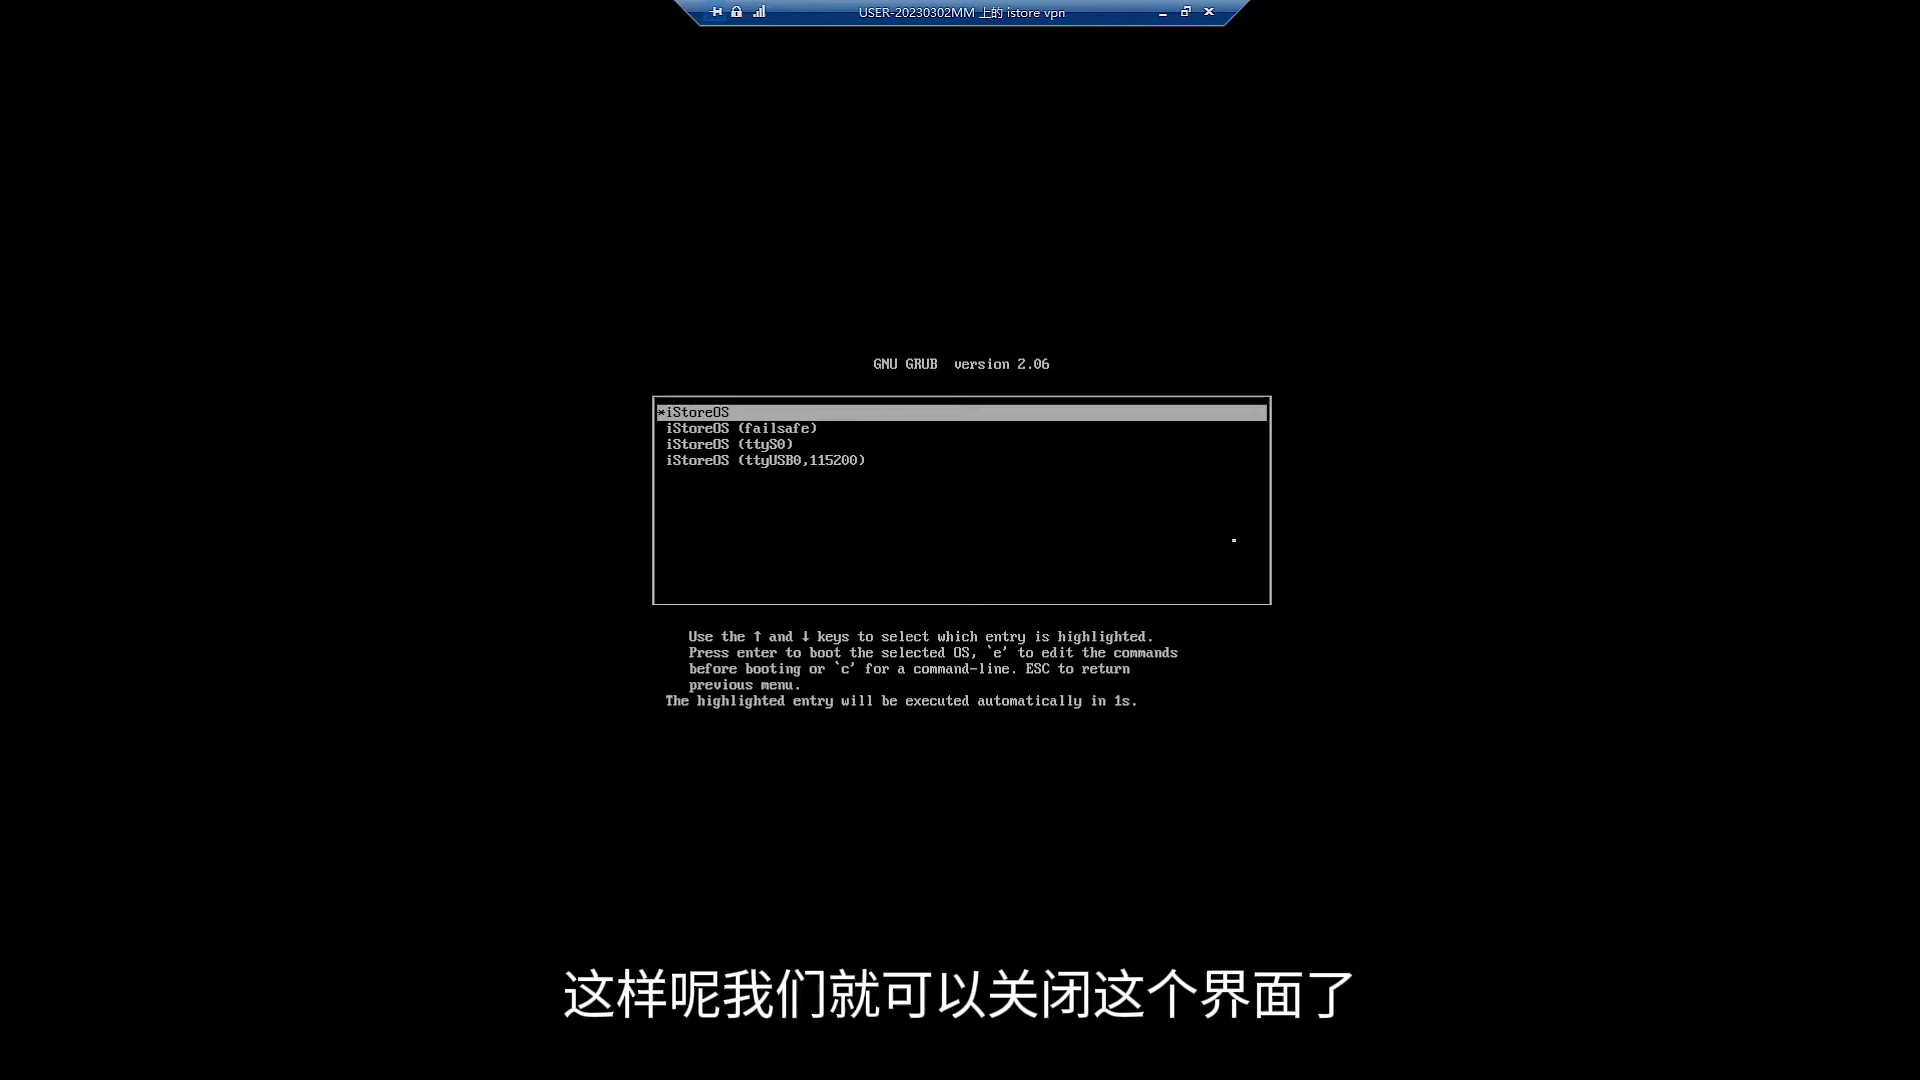 USER-20230302MM 上的 istore vpn
GNU GRUB  version 2.06
*iStoreOS
iStoreOS (failsafe)
iStoreOS (ttyS0)
iStoreOS (ttyUSB0,115200)
Use the ↑ and ↓ keys to select which entry is highlighted.
Press enter to boot the selected OS, `e' to edit the commands
before booting or `c' for a command-line. ESC to return
previous menu.
The highlighted entry will be executed automatically in 1s.
这样呢我们就可以关闭这个界面了